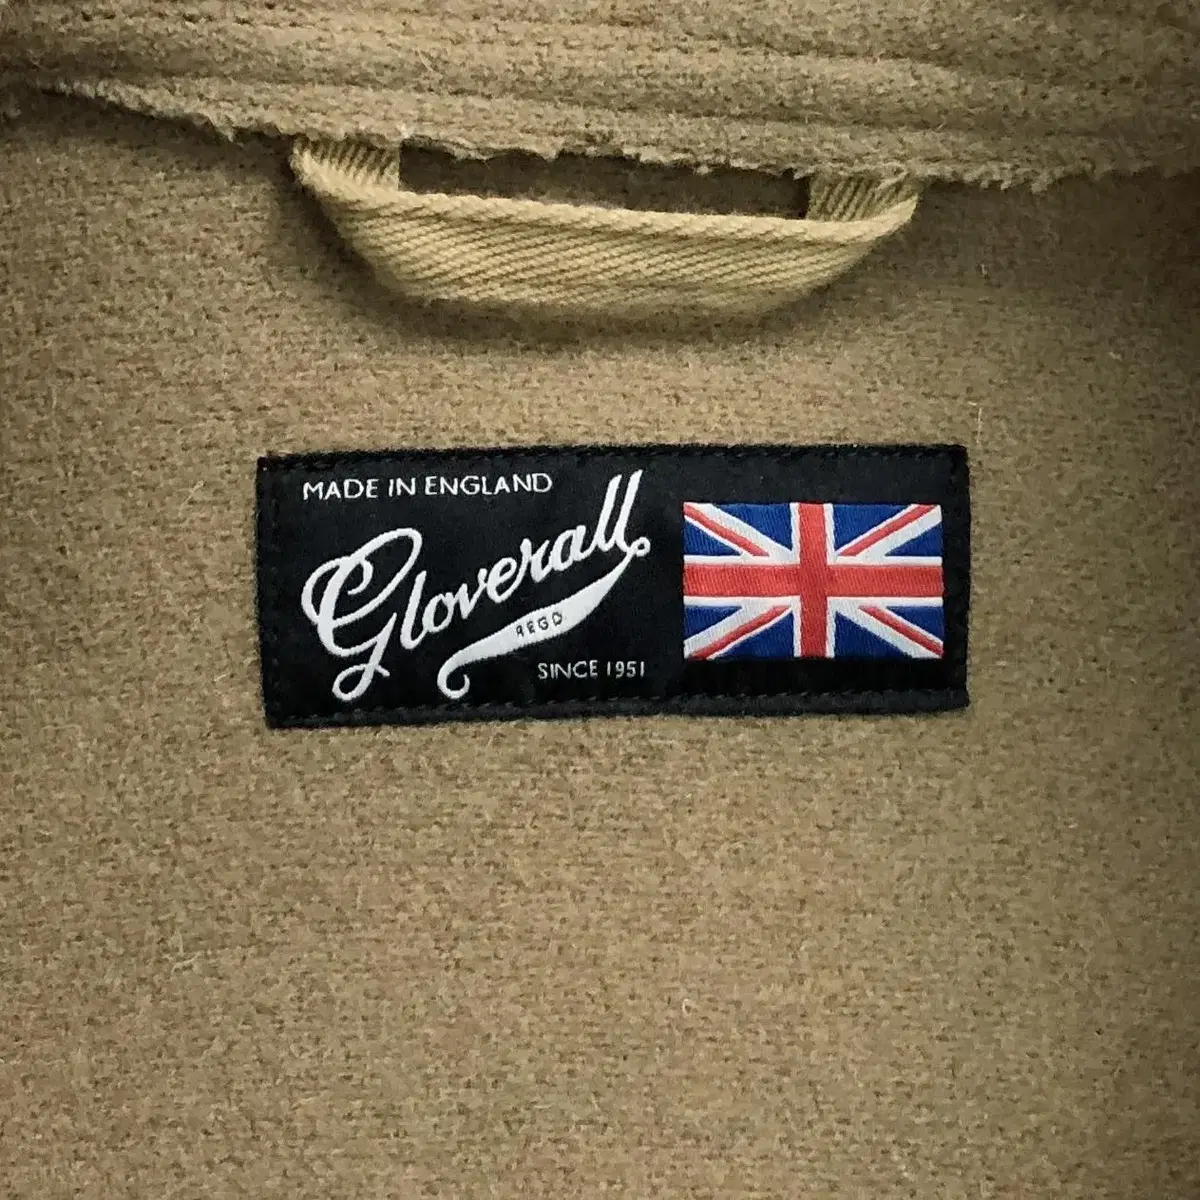 MADE IN ENGLAND
Gloverall
REGD
SINCE 1951